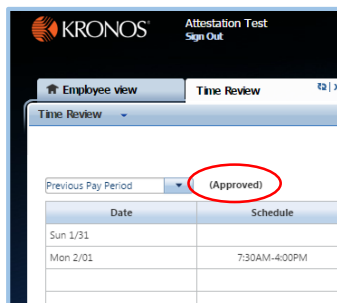 KRONOS
Attestation Test
Sign Out
Employee view
Time Review
Time Review
Previous Pay Period
(Approved)
Date Schedule
Sun 1/31
Mon 2/01 7:30AM-4:00PM